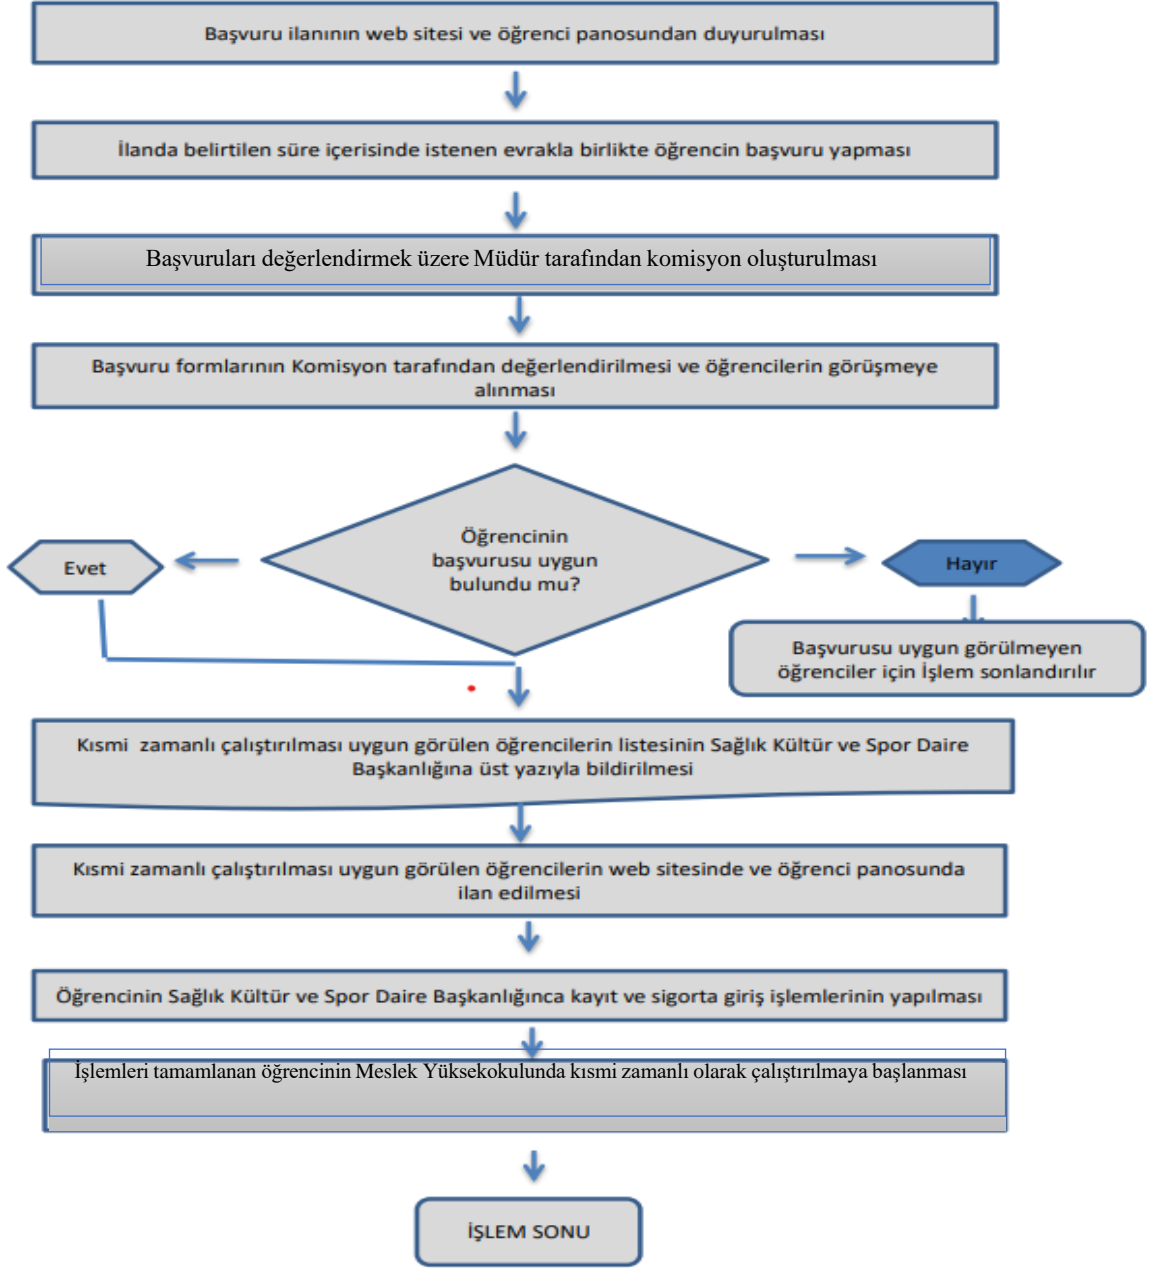 Başvuru ilanının web sitesi ve öğrenci panosundan duyurulması
İlanda belirtilen süre içerisinde istenen evrakla birlikte öğrencin başvuru yapması
Başvuruları değerlendirmek üzere Müdür tarafından komisyon oluşturulması
Başvuru formlarının Komisyon tarafından değerlendirilmesi ve öğrencilerin görüşmeye
alınması
Öğrencinin
başvurusu uygun
bulundu mu?
Evet
Hayır
Başvurusu uygun görülmeyen
öğrenciler için İşlem sonlandırılır
Kısmi zamanlı çalıştırılması uygun görülen öğrencilerin listesinin Sağlık Kültür ve Spor Daire
Başkanlığına üst yazıyla bildirilmesi
Kısmi zamanlı çalıştırılması uygun görülen öğrencilerin web sitesinde ve öğrenci panosunda
ilan edilmesi
Öğrencinin Sağlık Kültür ve Spor Daire Başkanlığınca kayıt ve sigorta giriş işlemlerinin yapılması
İşlemleri tamamlanan öğrencinin Meslek Yüksekokulunda kısmi zamanlı olarak çalıştırılmaya başlanması
İŞLEM SONU